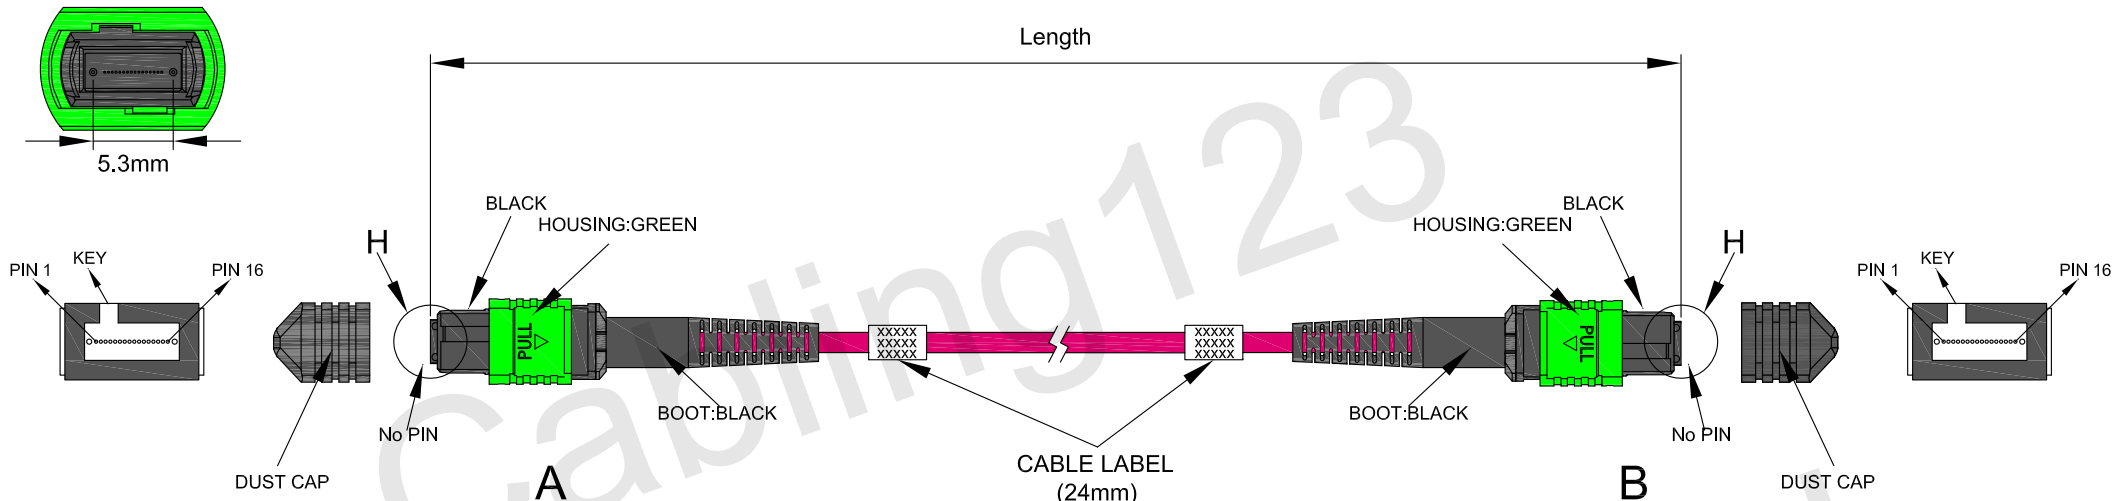 Length
5.3mm
BLACK
HOUSING:GREEN
H
KEY
PIN 1
PIN 16
PULL
XXXXX
XXXXX
XXXXX
BOOT:BLACK
No PIN
DUST CAP
A
CABLE LABEL
(24mm)
XXXXX
XXXXX
XXXXX
BLACK
HOUSING:GREEN
H
PULL
BOOT:BLACK
No PIN
KEY
PIN 1
PIN 16
DUST CAP
B
Cabling123